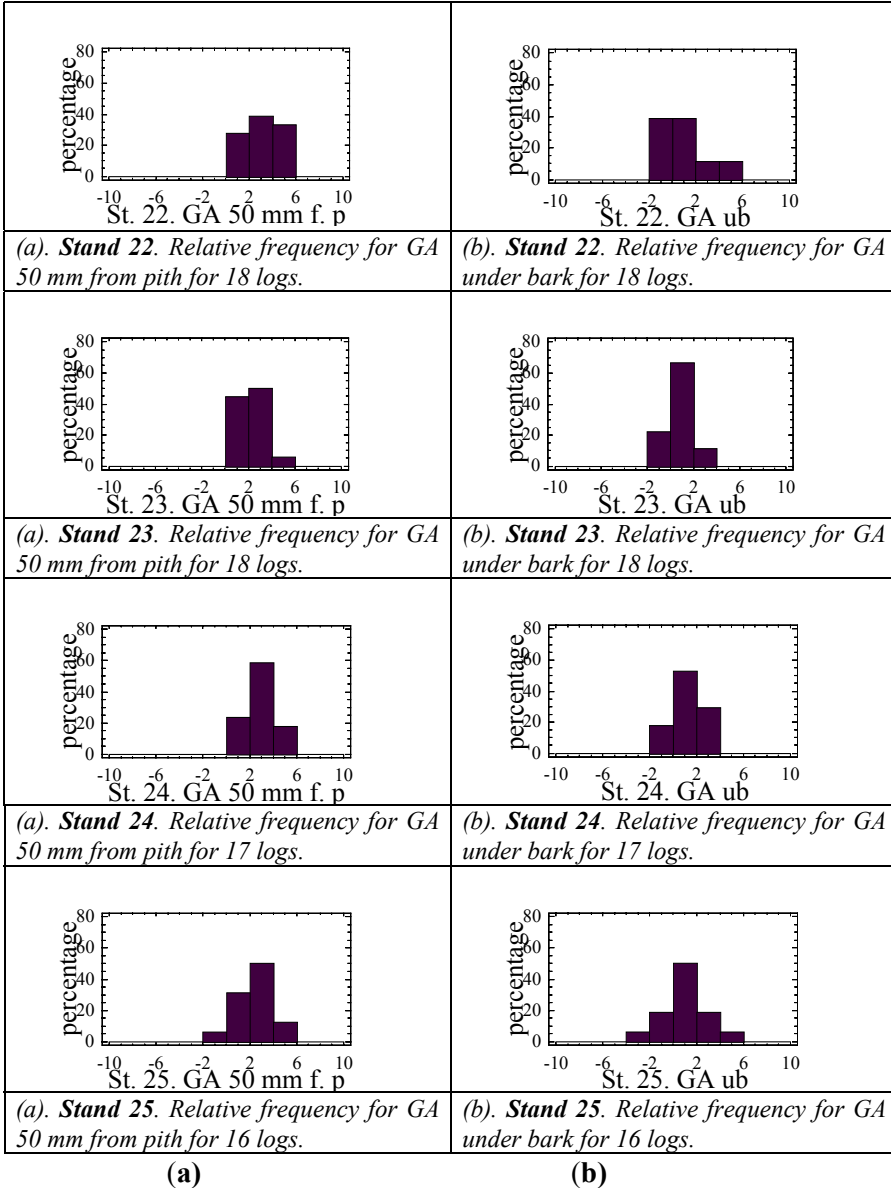 percentage
80
60
40
20
0
-10 -6 -2 2 6 10
St. 22. GA 50 mm f. p
percentage
80
60
40
20
0
-10 -6 -2 2 6 10
St. 22. GA ub
(a). Stand 22. Relative frequency for GA
50 mm from pith for 18 logs.
(b). Stand 22. Relative frequency for GA
under bark for 18 logs.
percentage
80
60
40
20
0
-10 -6 -2 2 6 10
St. 23. GA 50 mm f. p
percentage
80
60
40
20
0
-10 -6 -2 2 6 10
St. 23. GA ub
(a). Stand 23. Relative frequency for GA
50 mm from pith for 18 logs.
(b). Stand 23. Relative frequency for GA
under bark for 18 logs.
percentage
80
60
40
20
0
-10 -6 -2 2 6 10
St. 24. GA 50 mm f. p
percentage
80
60
40
20
0
-10 -6 -2 2 6 10
St. 24. GA ub
(a). Stand 24. Relative frequency for GA
50 mm from pith for 17 logs.
(b). Stand 24. Relative frequency for GA
under bark for 17 logs.
percentage
80
60
40
20
0
-10 -6 -2 2 6 10
St. 25. GA 50 mm f. p
percentage
80
60
40
20
0
-10 -6 -2 2 6 10
St. 25. GA ub
(a). Stand 25. Relative frequency for GA
50 mm from pith for 16 logs.
(b). Stand 25. Relative frequency for GA
under bark for 16 logs.
(a) (b)